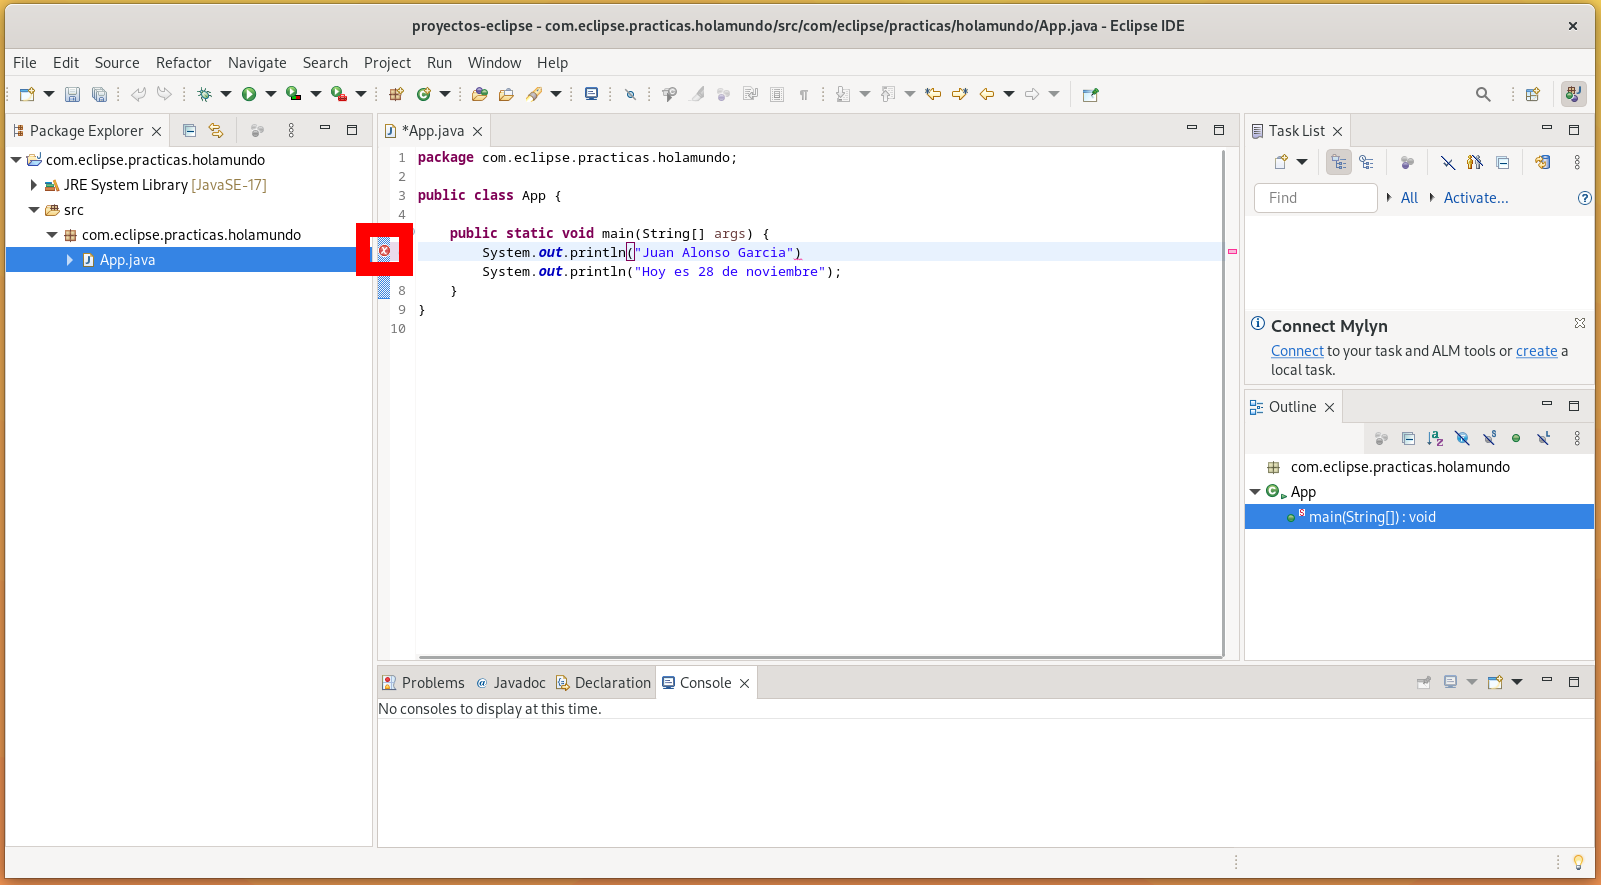 proyectos-eclipse - com.eclipse.practicas.holamundo/src/com/eclipse/practicas/holamundo/App.java - Eclipse IDE
File Edit Source Refactor Navigate Search Project Run Window Help
Package Explorer
com.eclipse.practicas.holamundo
JRE System Library [JavaSE-17]
src
com.eclipse.practicas.holamundo
App.java
*App.java
1 package com.eclipse.practicas.holamundo;
2
3 public class App {
4
public static void main(String[] args) {
System.out.println("Juan Alonso Garcia")
System.out.println("Hoy es 28 de noviembre");
8 }
9 }
10
Task List
Find All Activate...
Connect Mylyn
Connect to your task and ALM tools or create a
local task.
Outline
com.eclipse.practicas.holamundo
App
main(String[]) : void
Problems Javadoc Declaration Console
No consoles to display at this time.